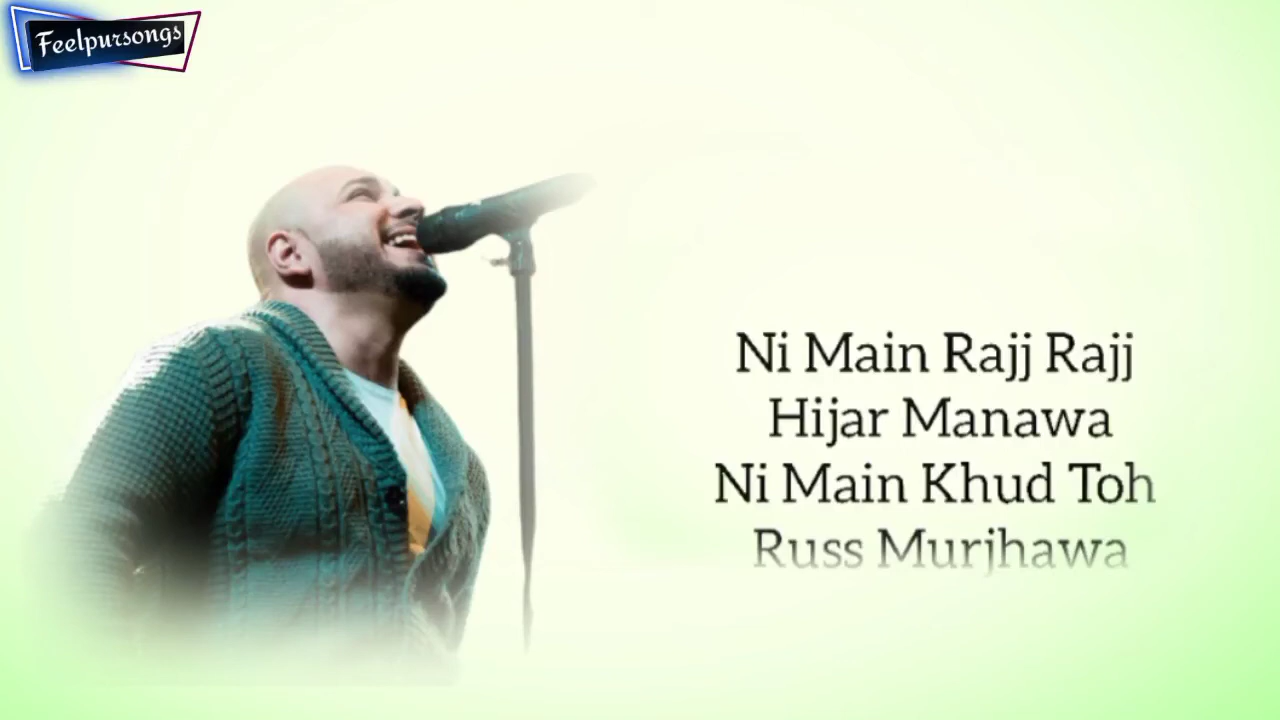 Feelpursongs
Ni Main Rajj Rajj
Hijar Manawa
Ni Main Khud Toh
Russ Murjhawa